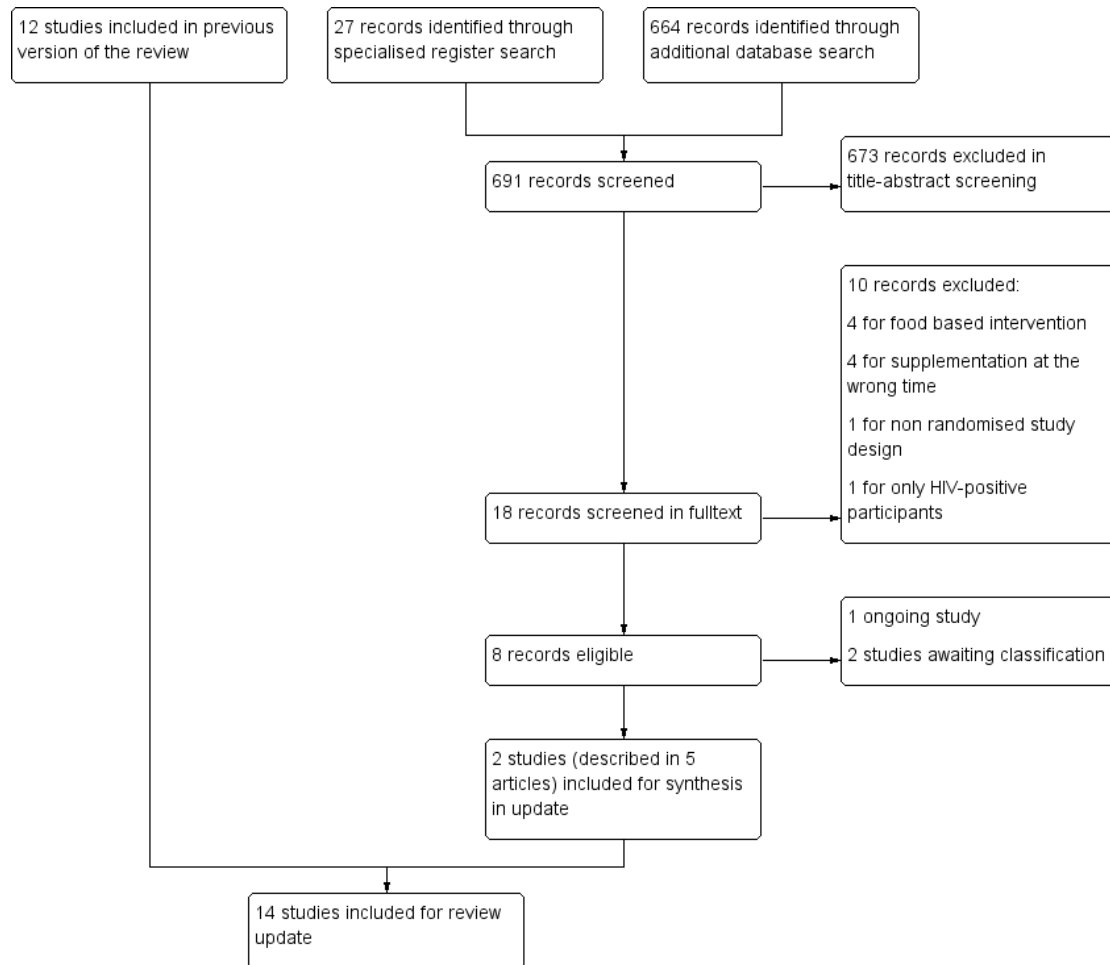 12 studies included in previous
version of the review
27 records identified through
specialised register search
664 records identified through
additional database search
691 records screened
673 records excluded in
title-abstract screening
10 records excluded:
4 for food based intervention
4 for supplementation at the
wrong time
1 for non randomised study
design
1 for only HIV-positive
participants
18 records screened in fulltext
8 records eligible
1 ongoing study
2 studies awaiting classification
2 studies (described in 5
articles) included for synthesis
in update
14 studies included for review
update